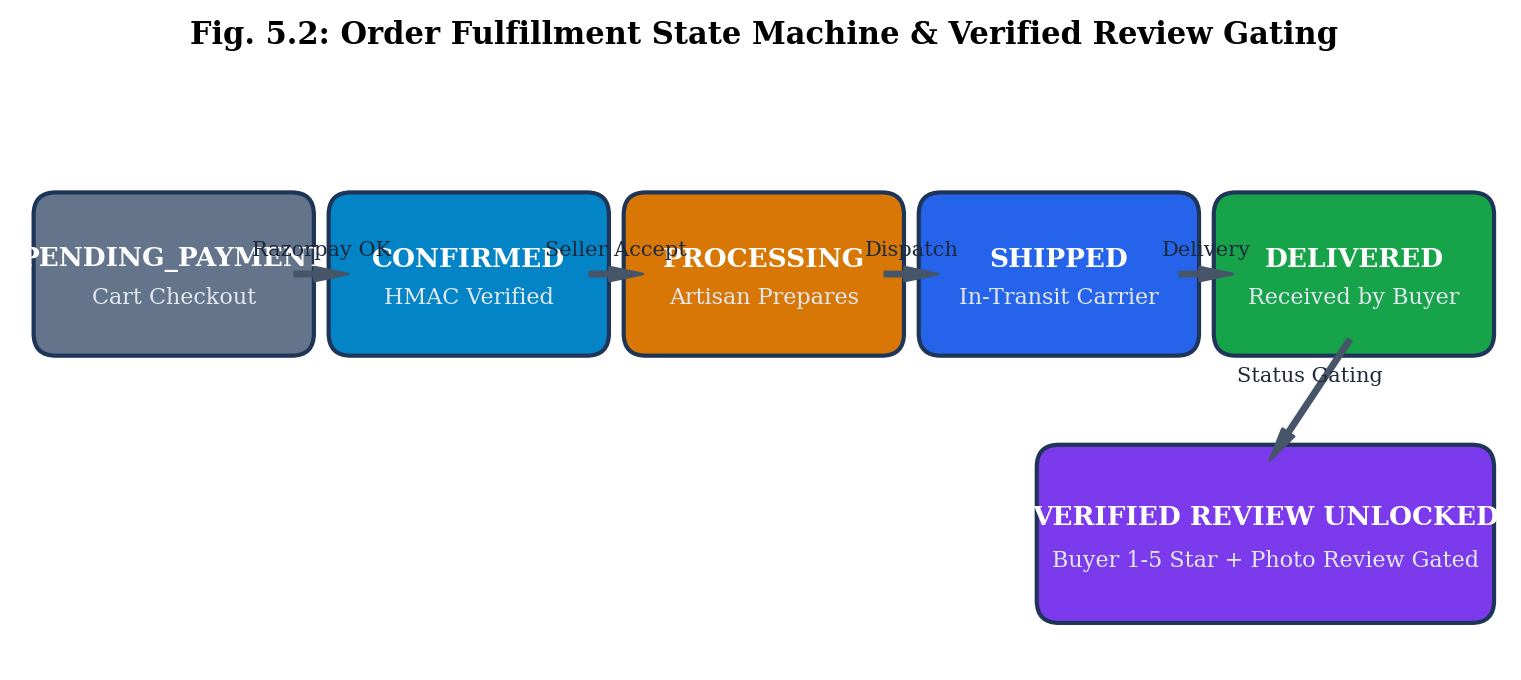 Fig. 5.2: Order Fulfillment State Machine & Verified Review Gating
PENDING_PAYMENT
Cart Checkout
Razorpay OK
CONFIRMED
HMAC Verified
Seller Accept
PROCESSING
Artisan Prepares
Dispatch
SHIPPED
In-Transit Carrier
Delivery
DELIVERED
Received by Buyer
Status Gating
VERIFIED REVIEW UNLOCKED
Buyer 1-5 Star + Photo Review Gated